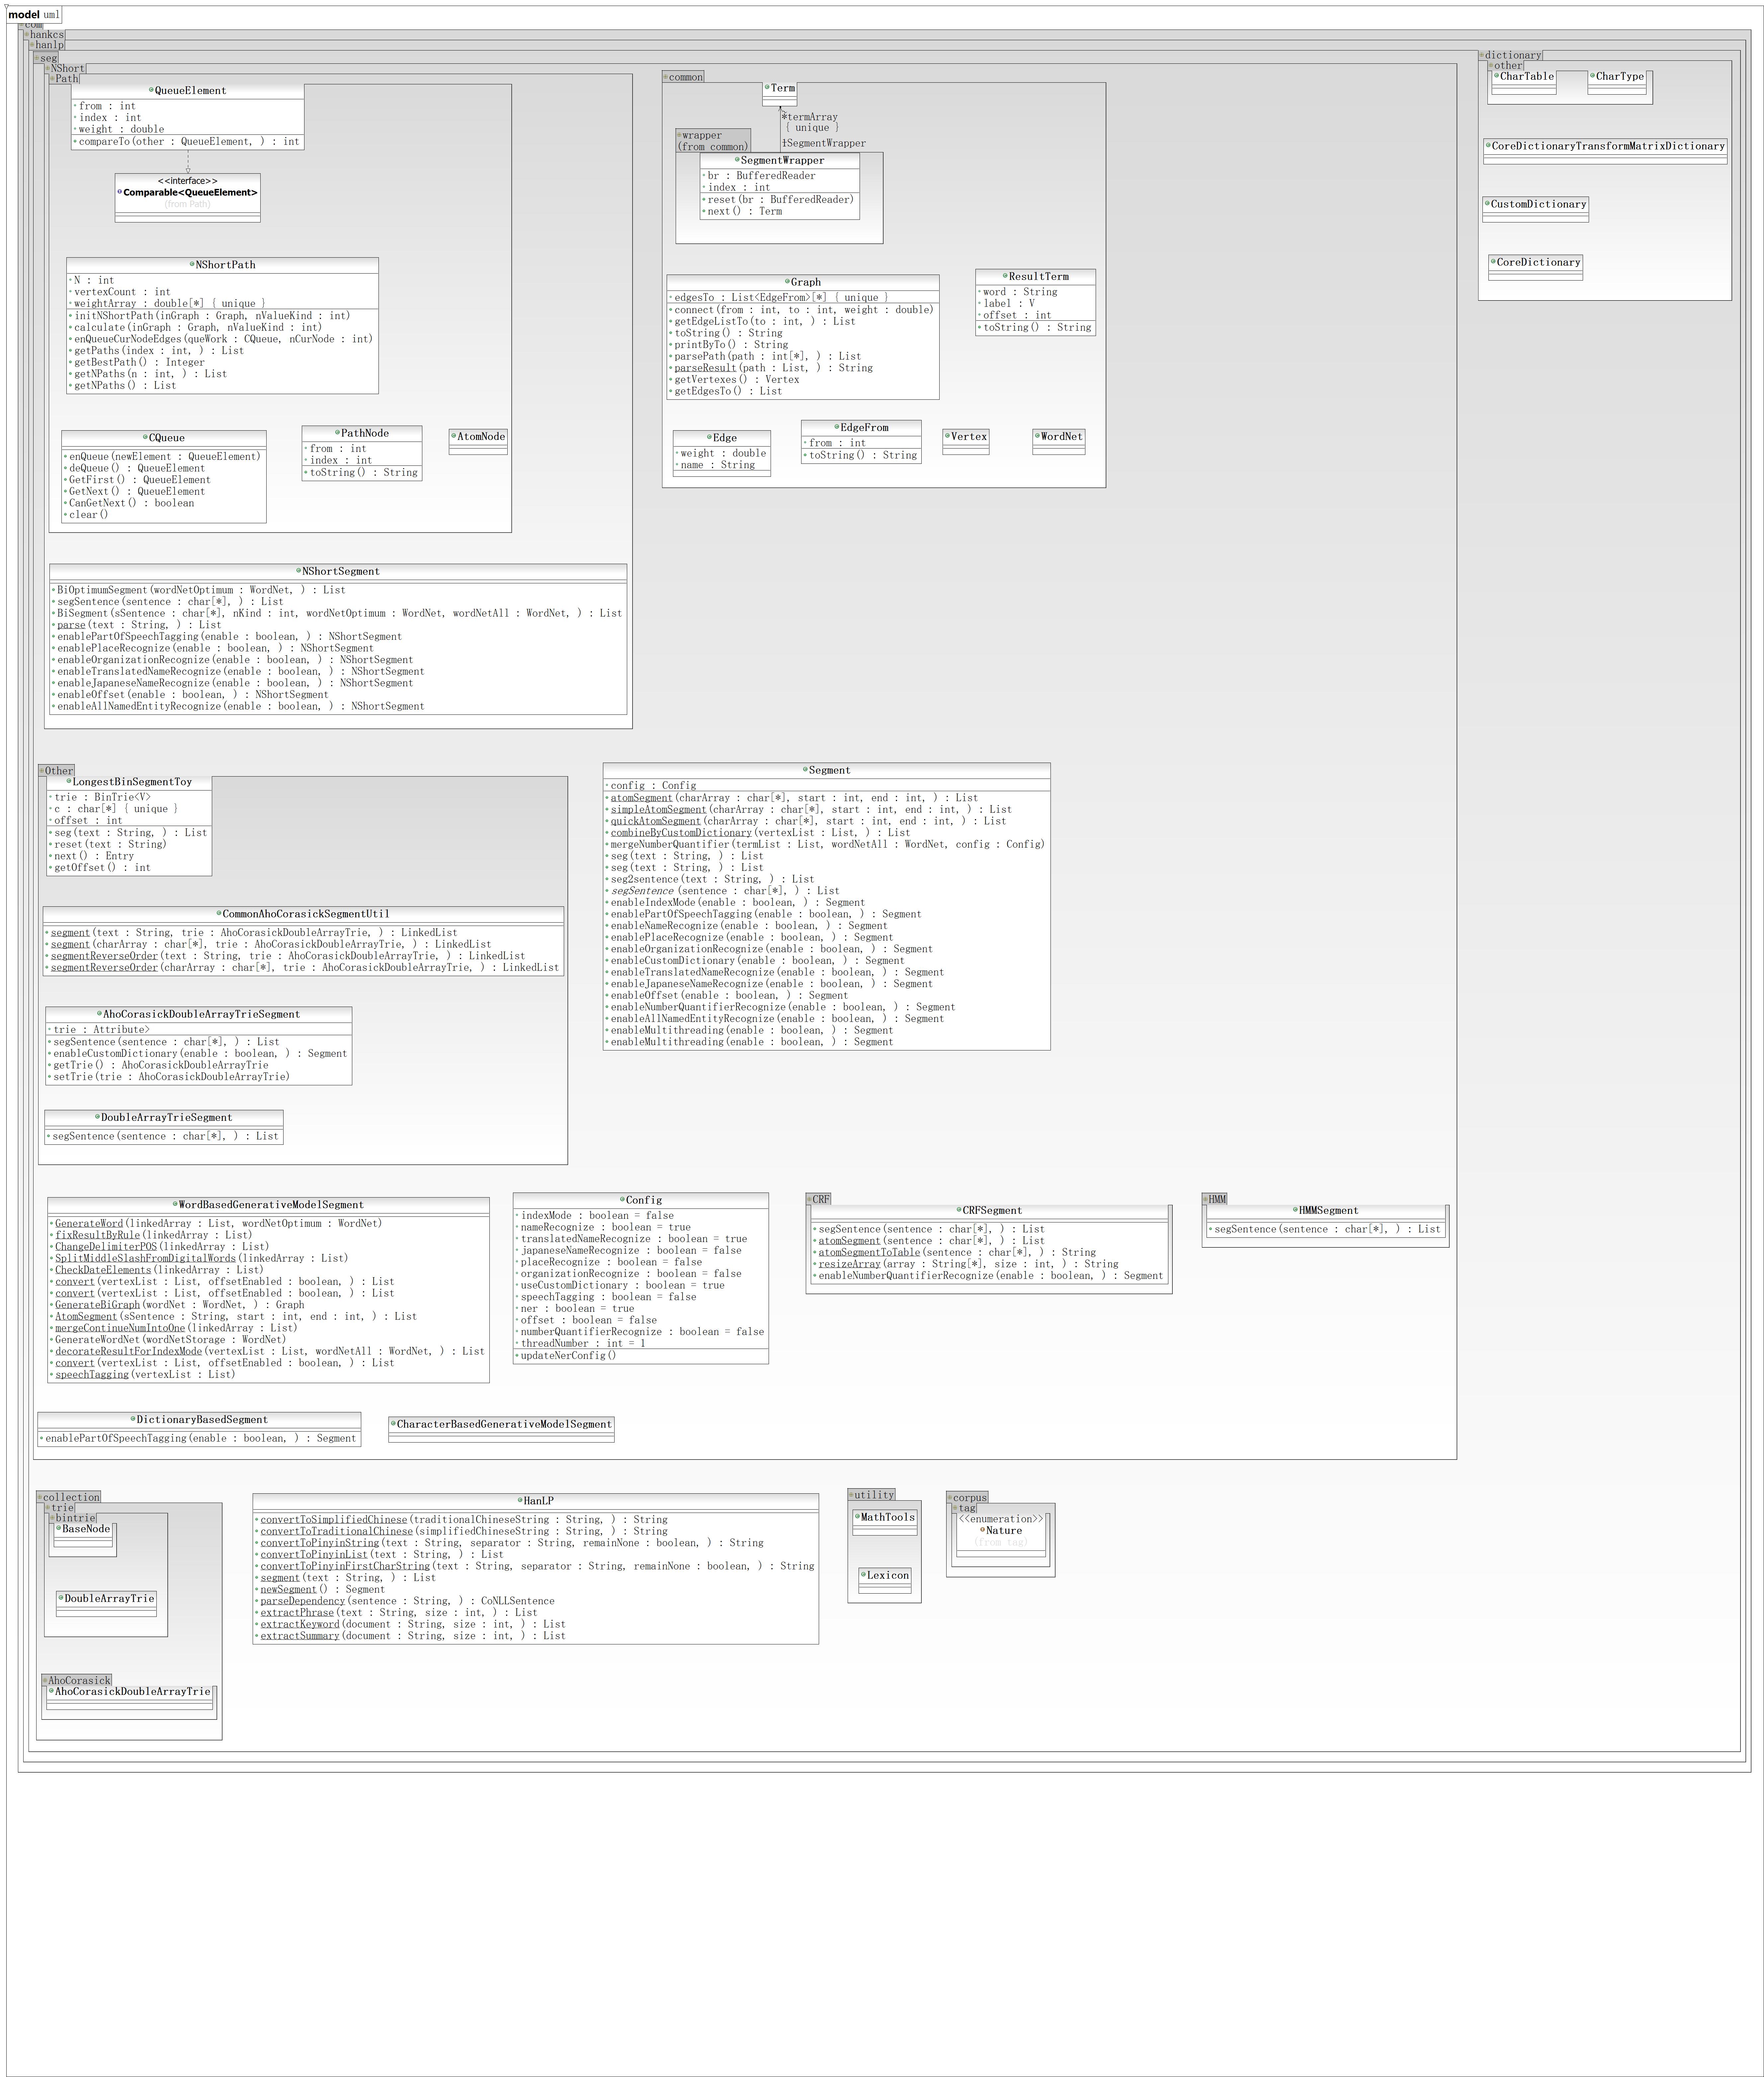 model uml
com
hankcs
hanlp
seg
NShort
Path
QueueElement
from : int
index : int
weight : double
compareTo(other : QueueElement, ) : int
<<interface>>
Comparable<QueueElement>
(from Path)
NShortPath
N : int
vertexCount : int
weightArray : double[*] { unique }
initNShortPath(inGraph : Graph, nValueKind : int)
calculate(inGraph : Graph, nValueKind : int)
enQueueCurNodeEdges(queWork : CQueue, nCurNode : int)
getPaths(index : int, ) : List
getBestPath() : Integer
getNPaths(n : int, ) : List
getNPaths() : List
CQueue
enQueue(newElement : QueueElement)
deQueue() : QueueElement
GetFirst() : QueueElement
GetNext() : QueueElement
CanGetNext() : boolean
clear()
PathNode
from : int
index : int
toString() : String
AtomNode
NShortSegment
BiOptimumSegment(wordNetOptimum : WordNet, ) : List
segSentence(sentence : char[*], ) : List
BiSegment(sSentence : char[*], nKind : int, wordNetOptimum : WordNet, wordNetAll : WordNet, ) : List
parse(text : String, ) : List
enablePartOfSpeechTagging(enable : boolean, ) : NShortSegment
enablePlaceRecognize(enable : boolean, ) : NShortSegment
enableOrganizationRecognize(enable : boolean, ) : NShortSegment
enableTranslatedNameRecognize(enable : boolean, ) : NShortSegment
enableJapaneseNameRecognize(enable : boolean, ) : NShortSegment
enableOffset(enable : boolean, ) : NShortSegment
enableAllNamedEntityRecognize(enable : boolean, ) : NShortSegment
common
Term
*termArray
{ unique }
1SegmentWrapper
wrapper
(from common)
SegmentWrapper
br : BufferedReader
index : int
reset(br : BufferedReader)
next() : Term
Graph
edgesTo : List<EdgeFrom>[*] { unique }
connect(from : int, to : int, weight : double)
getEdgeListTo(to : int, ) : List
toString() : String
printByTo() : String
parsePath(path : int[*], ) : List
parseResult(path : List, ) : String
getVertexes() : Vertex
getEdgesTo() : List
ResultTerm
word : String
label : V
offset : int
toString() : String
Edge
weight : double
name : String
EdgeFrom
from : int
toString() : String
Vertex
WordNet
dictionary
other
CharTable
CharType
CoreDictionaryTransformMatrixDictionary
CustomDictionary
CoreDictionary
Other
LongestBinSegmentToy
trie : BinTrie<V>
c : char[*] { unique }
offset : int
seg(text : String, ) : List
reset(text : String)
next() : Entry
getOffset() : int
CommonAhoCorasickSegmentUtil
segment(text : String, trie : AhoCorasickDoubleArrayTrie, ) : LinkedList
segment(charArray : char[*], trie : AhoCorasickDoubleArrayTrie, ) : LinkedList
segmentReverseOrder(text : String, trie : AhoCorasickDoubleArrayTrie, ) : LinkedList
segmentReverseOrder(charArray : char[*], trie : AhoCorasickDoubleArrayTrie, ) : LinkedList
AhoCorasickDoubleArrayTrieSegment
trie : Attribute>
segSentence(sentence : char[*], ) : List
enableCustomDictionary(enable : boolean, ) : Segment
getTrie() : AhoCorasickDoubleArrayTrie
setTrie(trie : AhoCorasickDoubleArrayTrie)
DoubleArrayTrieSegment
segSentence(sentence : char[*], ) : List
Segment
config : Config
atomSegment(charArray : char[*], start : int, end : int, ) : List
simpleAtomSegment(charArray : char[*], start : int, end : int, ) : List
quickAtomSegment(charArray : char[*], start : int, end : int, ) : List
combineByCustomDictionary(vertexList : List, ) : List
mergeNumberQuantifier(termList : List, wordNetAll : WordNet, config : Config)
seg(text : String, ) : List
seg(text : String, ) : List
seg2sentence(text : String, ) : List
segSentence (sentence : char[*], ) : List
enableIndexMode(enable : boolean, ) : Segment
enablePartOfSpeechTagging(enable : boolean, ) : Segment
enableNameRecognize(enable : boolean, ) : Segment
enablePlaceRecognize(enable : boolean, ) : Segment
enableOrganizationRecognize(enable : boolean, ) : Segment
enableCustomDictionary(enable : boolean, ) : Segment
enableTranslatedNameRecognize(enable : boolean, ) : Segment
enableJapaneseNameRecognize(enable : boolean, ) : Segment
enableOffset(enable : boolean, ) : Segment
enableNumberQuantifierRecognize(enable : boolean, ) : Segment
enableAllNamedEntityRecognize(enable : boolean, ) : Segment
enableMultithreading(enable : boolean, ) : Segment
enableMultithreading(enable : boolean, ) : Segment
WordBasedGenerativeModelSegment
GenerateWord(linkedArray : List, wordNetOptimum : WordNet)
fixResultByRule(linkedArray : List)
ChangeDelimiterPOS(linkedArray : List)
SplitMiddleSlashFromDigitalWords(linkedArray : List)
CheckDateElements(linkedArray : List)
convert(vertexList : List, offsetEnabled : boolean, ) : List
convert(vertexList : List, offsetEnabled : boolean, ) : List
GenerateBiGraph(wordNet : WordNet, ) : Graph
AtomSegment(sSentence : String, start : int, end : int, ) : List
mergeContinueNumIntoOne(linkedArray : List)
GenerateWordNet(wordNetStorage : WordNet)
decorateResultForIndexMode(vertexList : List, wordNetAll : WordNet, ) : List
convert(vertexList : List, offsetEnabled : boolean, ) : List
speechTagging(vertexList : List)
Config
indexMode : boolean = false
nameRecognize : boolean = true
translatedNameRecognize : boolean = true
japaneseNameRecognize : boolean = false
placeRecognize : boolean = false
organizationRecognize : boolean = false
useCustomDictionary : boolean = true
speechTagging : boolean = false
ner : boolean = true
offset : boolean = false
numberQuantifierRecognize : boolean = false
threadNumber : int = 1
updateNerConfig()
CRF
CRFSegment
segSentence(sentence : char[*], ) : List
atomSegment(sentence : char[*], ) : List
atomSegmentToTable(sentence : char[*], ) : String
resizeArray(array : String[*], size : int, ) : String
enableNumberQuantifierRecognize(enable : boolean, ) : Segment
HMM
HMMSegment
segSentence(sentence : char[*], ) : List
DictionaryBasedSegment
enablePartOfSpeechTagging(enable : boolean, ) : Segment
CharacterBasedGenerativeModelSegment
collection
trie
bintrie
BaseNode
DoubleArrayTrie
AhoCorasick
AhoCorasickDoubleArrayTrie
HanLP
convertToSimplifiedChinese(traditionalChineseString : String, ) : String
convertToTraditionalChinese(simplifiedChineseString : String, ) : String
convertToPinyinString(text : String, separator : String, remainNone : boolean, ) : String
convertToPinyinList(text : String, ) : List
convertToPinyinFirstCharString(text : String, separator : String, remainNone : boolean, ) : String
segment(text : String, ) : List
newSegment() : Segment
parseDependency(sentence : String, ) : CoNLLSentence
extractPhrase(text : String, size : int, ) : List
extractKeyword(document : String, size : int, ) : List
extractSummary(document : String, size : int, ) : List
utility
MathTools
Lexicon
corpus
tag
<<enumeration>>
Nature
(from tag)